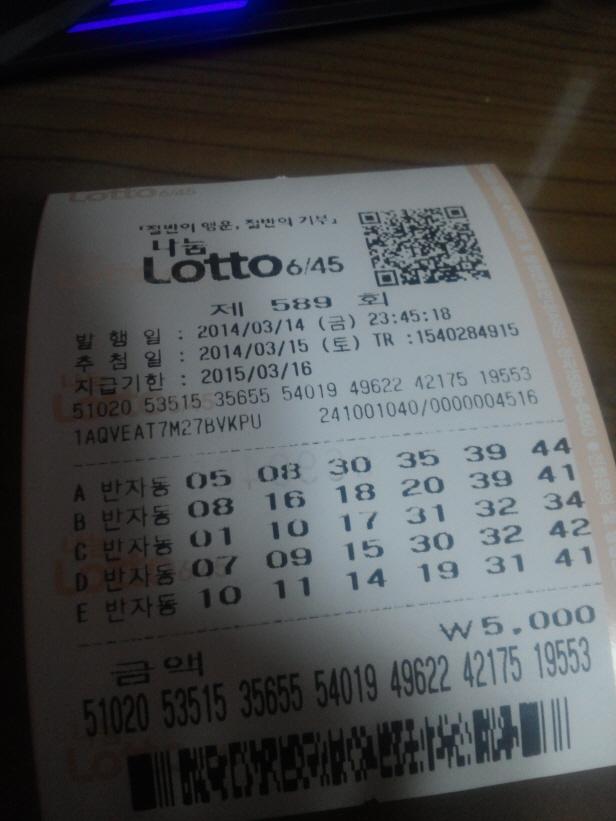 Lotto 6/45
「절반의 행운, 절반의 기부」
나눔
Lotto 6/45
제 589 회
발 행 일 : 2014/03/14 (금) 23:45:18
추 첨 일 : 2014/03/15 (토) TR :1540284915
지급기한 : 2015/03/16
51020 53515 35655 54019 49622 42175 19553
1AQVEAT7M27BVKPU 241001040/0000004516
A 반자동 05 08 30 35 39 44
B 반자동 08 16 18 20 39 41
C 반자동 01 10 17 31 32 34
D 반자동 07 09 15 30 32 42
E 반자동 10 11 14 19 31 41
금액 ₩5,000
51020 53515 35655 54019 49622 42175 19553